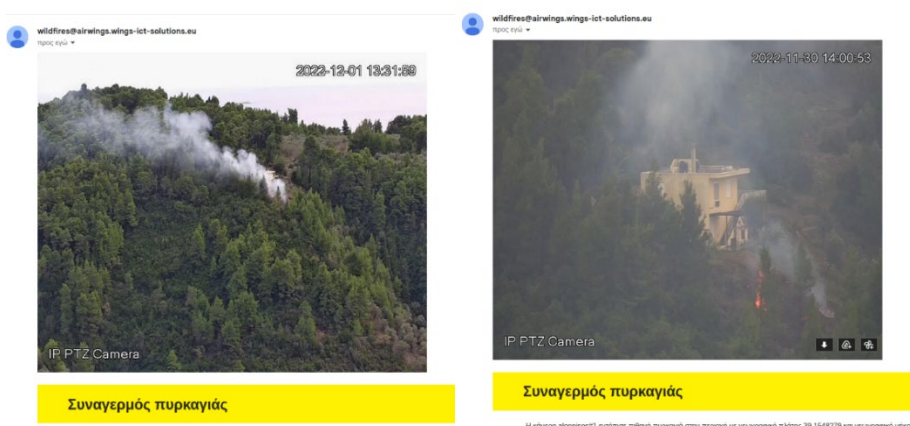 wildfires@airwings.wings-ict-solutions.eu
προς εγώ
2022-12-01 13:31:59
IP PTZ Camera
Συναγερμός πυρκαγιάς
wildfires@airwings.wings-ict-solutions.eu
προς εγώ
2022-11-30 14:00:53
IP PTZ Camera
Συναγερμός πυρκαγιάς